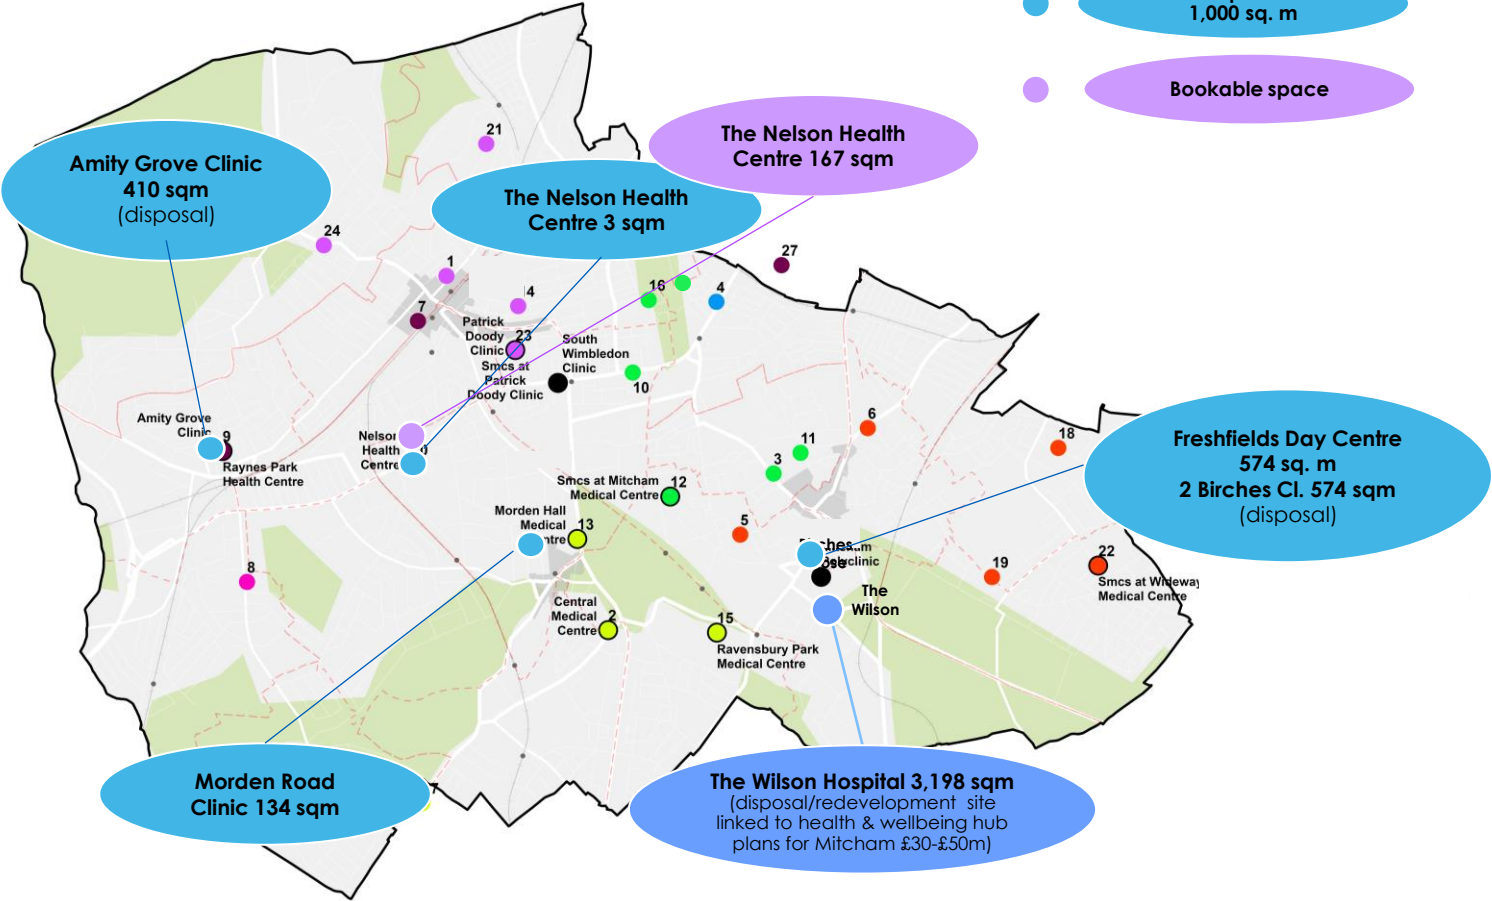 1,000 sq. m
Bookable space
The Nelson Health
Centre 167 sqm
Amity Grove Clinic
410 sqm
(disposal)
The Nelson Health
Centre 3 sqm
21
24
1
27
7
4
16
4
Patrick
Doody
Clinic
23
Smcs at
Patrick
Doody Clinic
South
Wimbledon
Clinic
10
Amity Grove
Clinic
9
Raynes Park
Health Centre
Nelson
Health
Centre
6
11
3
18
Freshfields Day Centre
574 sq. m
2 Birches Cl. 574 sqm
(disposal)
Smcs at Mitcham
Medical Centre
12
Morden Hall
Medical
13
5
22
Smcs at Wideway
Medical Centre
19
8
The
Wilson
Central
Medical
Centre
2
15
Ravensbury Park
Medical Centre
Morden Road
Clinic 134 sqm
7
The Wilson Hospital 3,198 sqm
(disposal/redevelopment site
linked to health & wellbeing hub
plans for Mitcham £30-£50m)